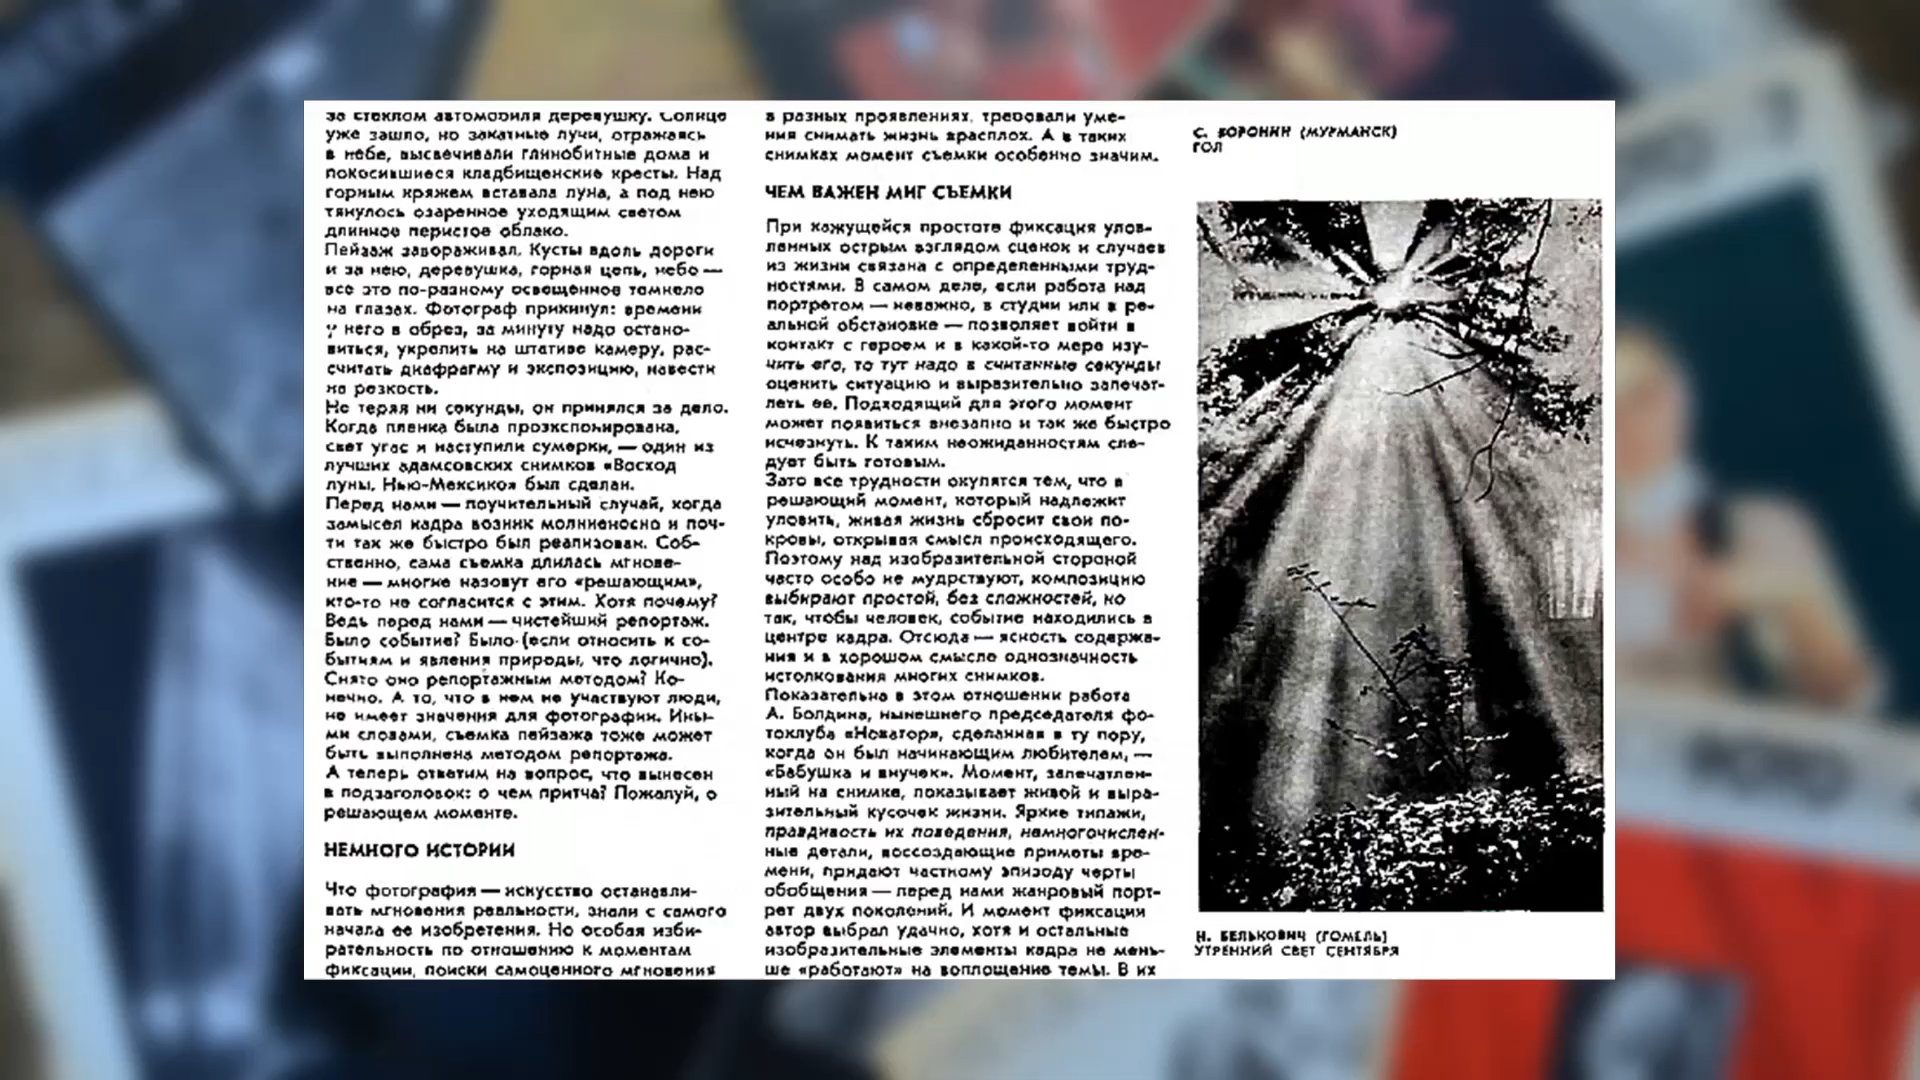 за стеклом автомобиля деревушку. Солнце
уже зашло, но закатные лучи, отражаясь
в небе, высвечивали глинобитные дома и
покосившиеся кладбищенские кресты. Над
горным кряжем вставала луна, а под нею
тянулось озаренное уходящим светом
длинное перистое облако.
Пейзаж завораживал. Кусты вдоль дороги
и за нею, деревушка, горная цепь, небо —
все это по-разному освещенное темнело
на глазах. Фотограф прикинул: времени
у него в обрез, за минуту надо остано-
виться, укрепить на штативе камеру, рас-
считать диафрагму и экспозицию, навести
на резкость.
Не теряя ни секунды, он принялся за дело.
Когда пленка была проэкспонирована,
свет угас и наступили сумерки, — один из
лучших адамсовских снимков «Восход
луны, Нью-Мексико» был сделан.
Перед нами — поучительный случай, когда
замысел кадра возник молниеносно и поч-
ти так же быстро был реализован. Соб-
ственно, сама съемка длилась мгнове-
ние — многие назовут его «решающим»,
кто-то не согласится с этим. Хотя почему?
Ведь перед нами — чистейший репортаж.
Было событие? Было (если относить к со-
бытиям и явления природы, что логично).
Снято оно репортажным методом? Ко-
нечно. А то, что в нем не участвуют люди,
не имеет значения для фотографии. Ины-
ми словами, съемка пейзажа тоже может
быть выполнена методом репортажа.
А теперь ответим на вопрос, что вынесен
в подзаголовок: о чем притча? Пожалуй, о
решающем моменте.
НЕМНОГО ИСТОРИИ
Что фотография — искусство останавли-
вать мгновения реальности, знали с самого
начала ее изобретения. Но особая изби-
рательность по отношению к моментам
фиксации, поиски самоценного мгновения
в разных проявлениях, требовали уме-
ния снимать жизнь врасплох. А в таких
снимках момент съемки особенно значим.
ЧЕМ ВАЖЕН МИГ СЪЕМКИ
При кажущейся простоте фиксация улов-
ленных острым взглядом сценок и случаев
из жизни связана с определенными труд-
ностями. В самом деле, если работа над
портретом — неважно, в студии или в ре-
альной обстановке — позволяет войти в
контакт с героем и в какой-то мере изу-
чить его, то тут надо в считанные секунды
оценить ситуацию и выразительно запечат-
леть ее. Подходящий для этого момент
может появиться внезапно и так же быстро
исчезнуть. К таким неожиданностям сле-
дует быть готовым.
Зато все трудности окупятся тем, что в
решающий момент, который надлежит
уловить, живая жизнь сбросит свои по-
кровы, открывая смысл происходящего.
Поэтому над изобразительной стороной
часто особо не мудрствуют, композицию
выбирают простой, без сложностей, но
так, чтобы человек, событие находились в
центре кадра. Отсюда — ясность содержа-
ния и в хорошом смысле однозначность
истолкования многих снимков.
Показательна в этом отношении работа
А. Болдина, нынешнего председателя фо-
токлуба «Новатор», сделанная в ту пору,
когда он был начинающим любителем, —
«Бабушка и внучек». Момент, запечатлен-
ный на снимке, показывает живой и выра-
зительный кусочек жизни. Яркие типажи,
правдивость их поведения, немногочислен-
ные детали, воссоздающие приметы вре-
мени, придают частному эпизоду черты
обобщения — перед нами жанровый порт-
рет двух поколений. И момент фиксации
автор выбрал удачно, хотя и остальные
изобразительные элементы кадра не мень-
ше «работают» на воплощение темы. В их
С. ВОРОНИН (МУРМАНСК)
ГОЛ
Н. БЕЛЬКОВИЧ (ГОМЕЛЬ)
УТРЕННИЙ СВЕТ СЕНТЯБРЯ